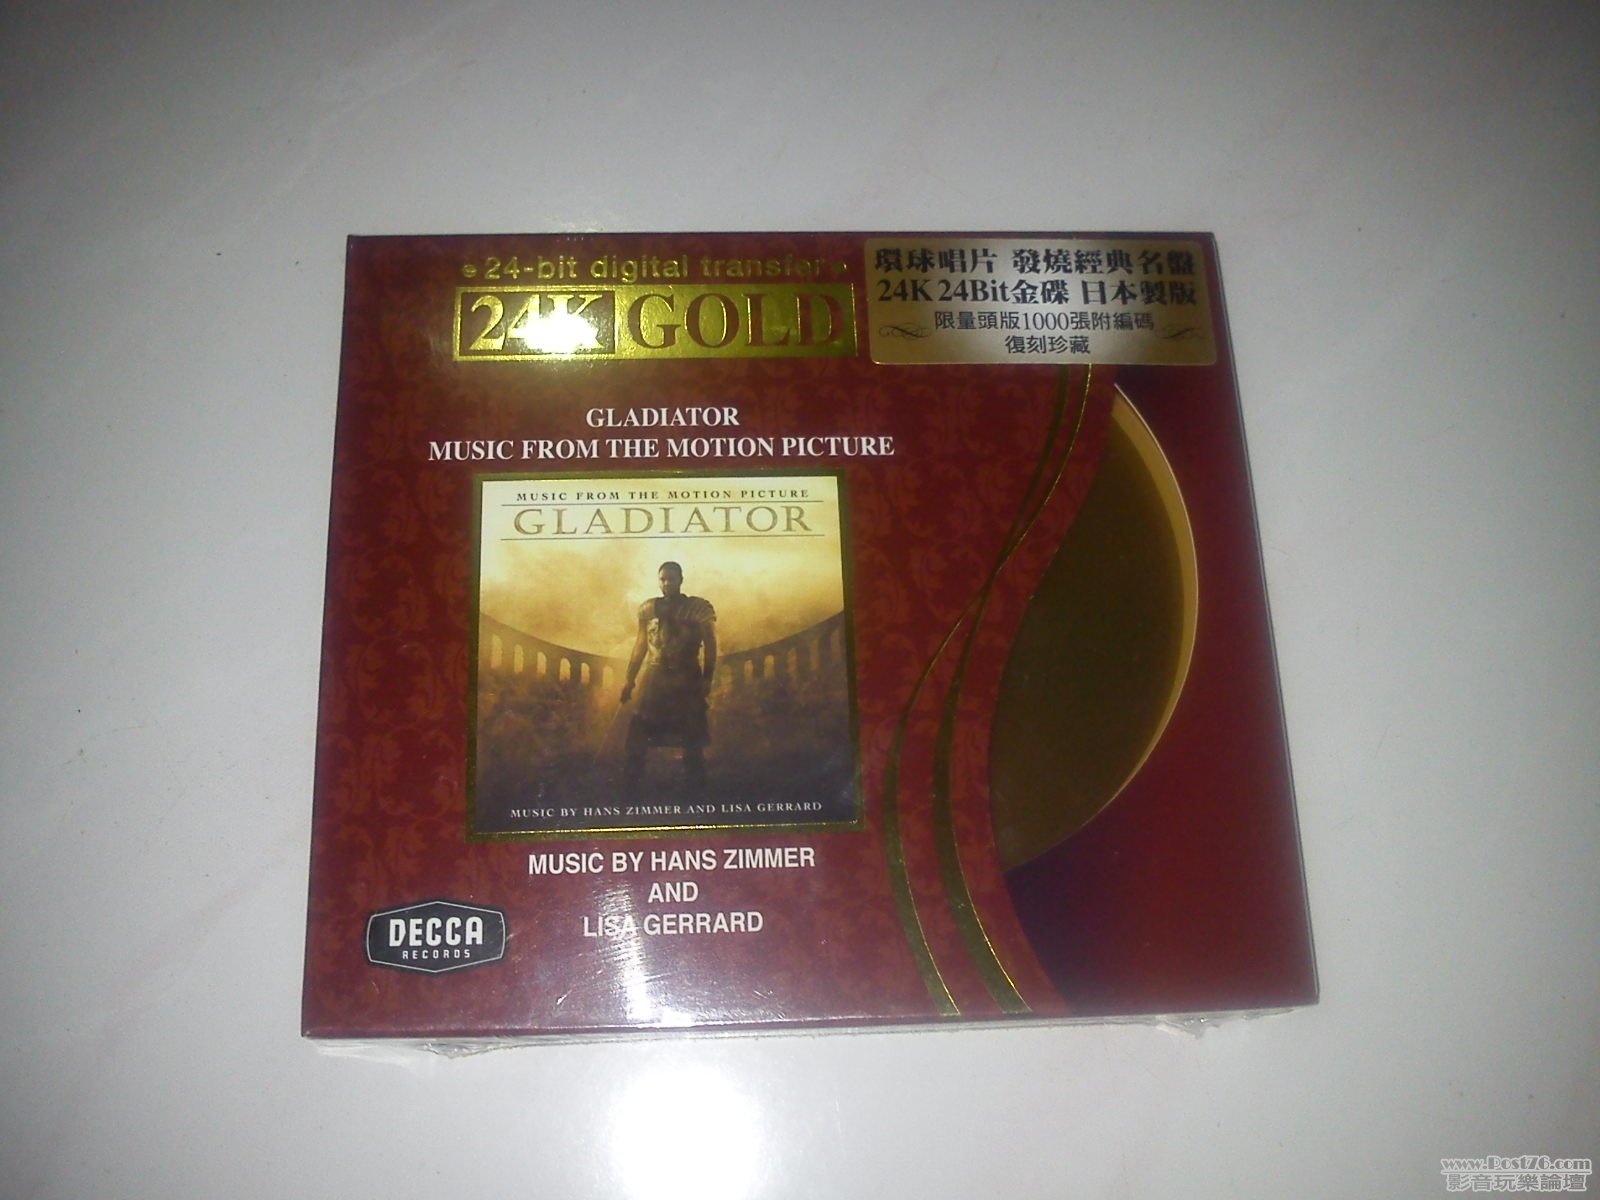 24-bit digital transfer
24K GOLD
環球唱片 發燒經典名盤
24K 24Bit金碟 日本製版
限量頭版1000張附編碼
復刻珍藏
GLADIATOR
MUSIC FROM THE MOTION PICTURE
MUSIC FROM THE MOTION PICTURE
GLADIATOR
MUSIC BY HANS ZIMMER AND LISA GERRARD
MUSIC BY HANS ZIMMER
AND
LISA GERRARD
DECCA
RECORDS
www.Post76.com
影音玩樂論壇